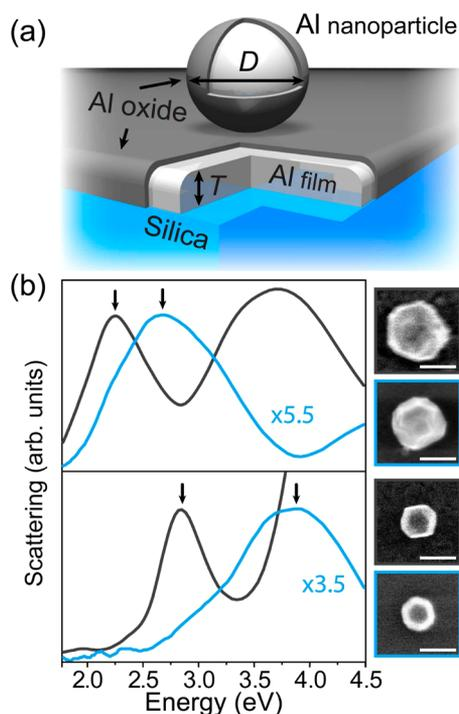 (a)
Al nanoparticle
D
Al oxide
T
Al film
Silica
(b)
x5.5
x3.5
Scattering (arb. units)
2.0 2.5 3.0 3.5 4.0 4.5
Energy (eV)